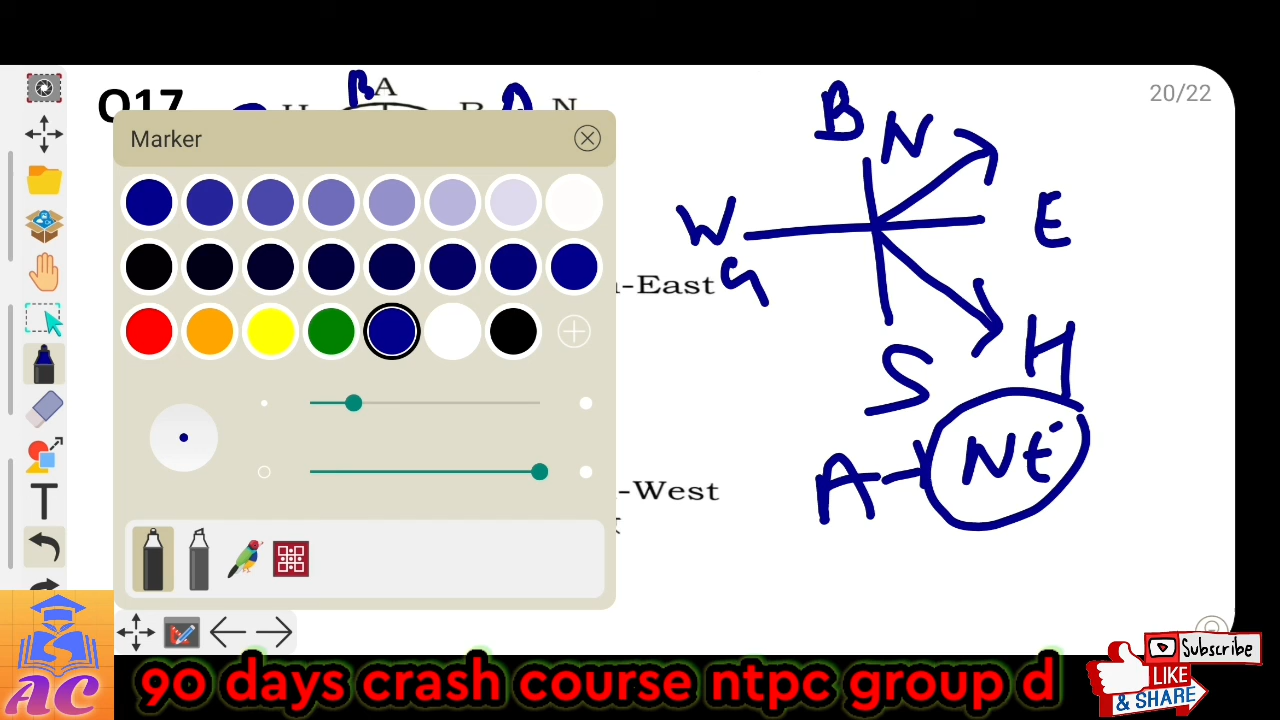 Q17
A
B
N
20/22
B
N
Marker
W
E
G
-East
S
H
NE
A
-West
T
Subscribe
LIKE
& SHARE
AC
90 days crash course ntpc group d